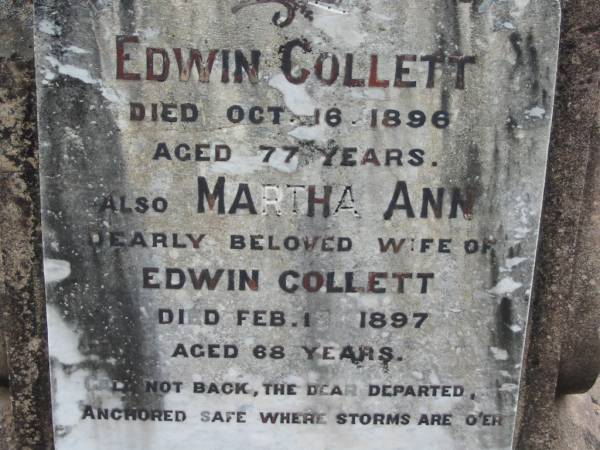 EDWIN COLLETT
DIED OCT. 16. 1896
AGED 77 YEARS.
ALSO MARTHA ANN
DEARLY BELOVED WIFE OF
EDWIN COLLETT
DIED FEB. 1897
AGED 68 YEARS.
NOT BACK, THE DEAR DEPARTED,
ANCHORED SAFE WHERE STORMS ARE O'ER